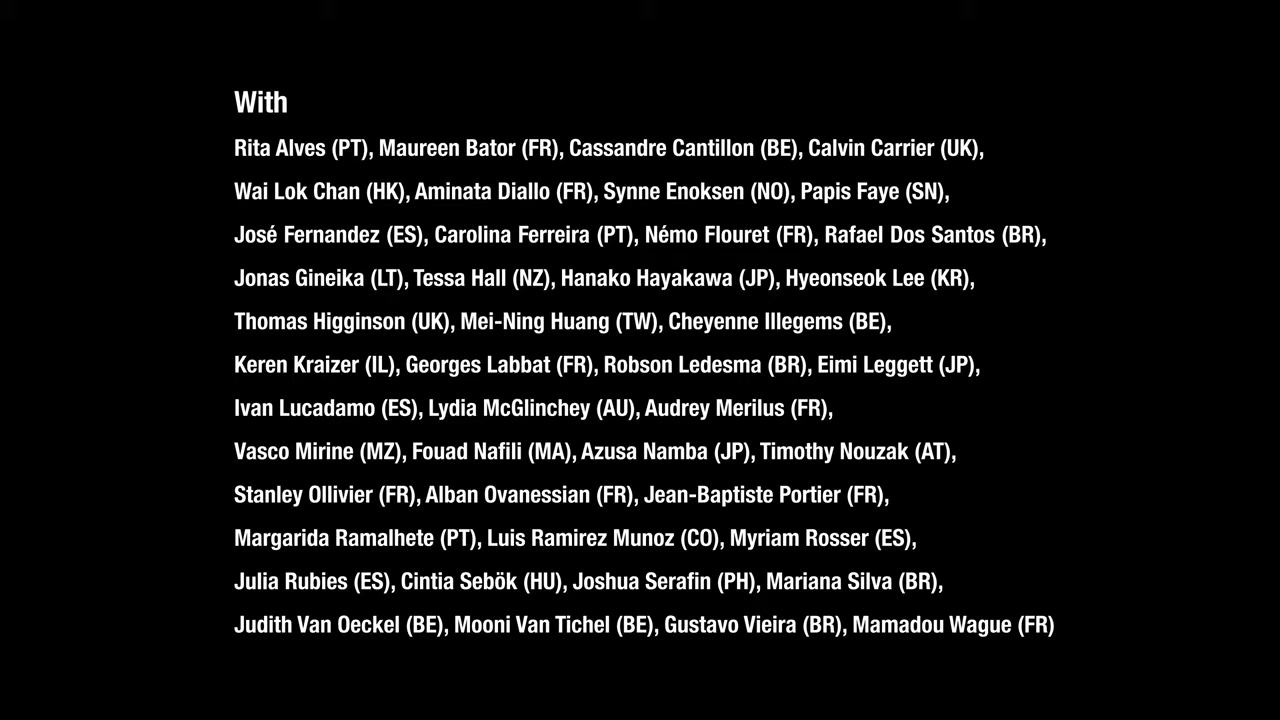 With
Rita Alves (PT), Maureen Bator (FR), Cassandre Cantillon (BE), Calvin Carrier (UK),
Wai Lok Chan (HK), Aminata Diallo (FR), Synne Enoksen (NO), Papis Faye (SN),
José Fernandez (ES), Carolina Ferreira (PT), Némo Flouret (FR), Rafael Dos Santos (BR),
Jonas Gineika (LT), Tessa Hall (NZ), Hanako Hayakawa (JP), Hyeonseok Lee (KR),
Thomas Higginson (UK), Mei-Ning Huang (TW), Cheyenne Illegems (BE),
Keren Kraizer (IL), Georges Labbat (FR), Robson Ledesma (BR), Eimi Leggett (JP),
Ivan Lucadamo (ES), Lydia McGlinchey (AU), Audrey Merilus (FR),
Vasco Mirine (MZ), Fouad Nafili (MA), Azusa Namba (JP), Timothy Nouzak (AT),
Stanley Ollivier (FR), Alban Ovanessian (FR), Jean-Baptiste Portier (FR),
Margarida Ramalhete (PT), Luis Ramirez Munoz (CO), Myriam Rosser (ES),
Julia Rubies (ES), Cintia Sebök (HU), Joshua Serafin (PH), Mariana Silva (BR),
Judith Van Oeckel (BE), Mooni Van Tichel (BE), Gustavo Vieira (BR), Mamadou Wague (FR)